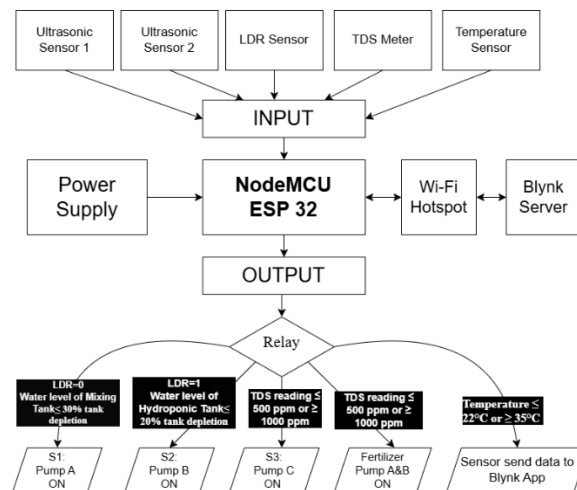 Ultrasonic
Sensor 1
Ultrasonic
Sensor 2
LDR Sensor
TDS Meter
Temperature
Sensor
INPUT
Power
Supply
NodeMCU
ESP 32
Wi-Fi
Hotspot
Blynk
Server
OUTPUT
Relay
LDR=0
Water level of Mixing
Tank≤ 30% tank
depletion
LDR=1
Water level of
Hydroponic Tank≤
20% tank depletion
TDS reading ≤
500 ppm or ≥
1000 ppm
TDS reading ≤
500 ppm or ≥
1000 ppm
Temperature ≤
22°C or ≥ 35°C
S1:
Pump A
ON
S2:
Pump B
ON
S3:
Pump C
ON
Fertilizer
Pump A&B
ON
Sensor send data to
Blynk App